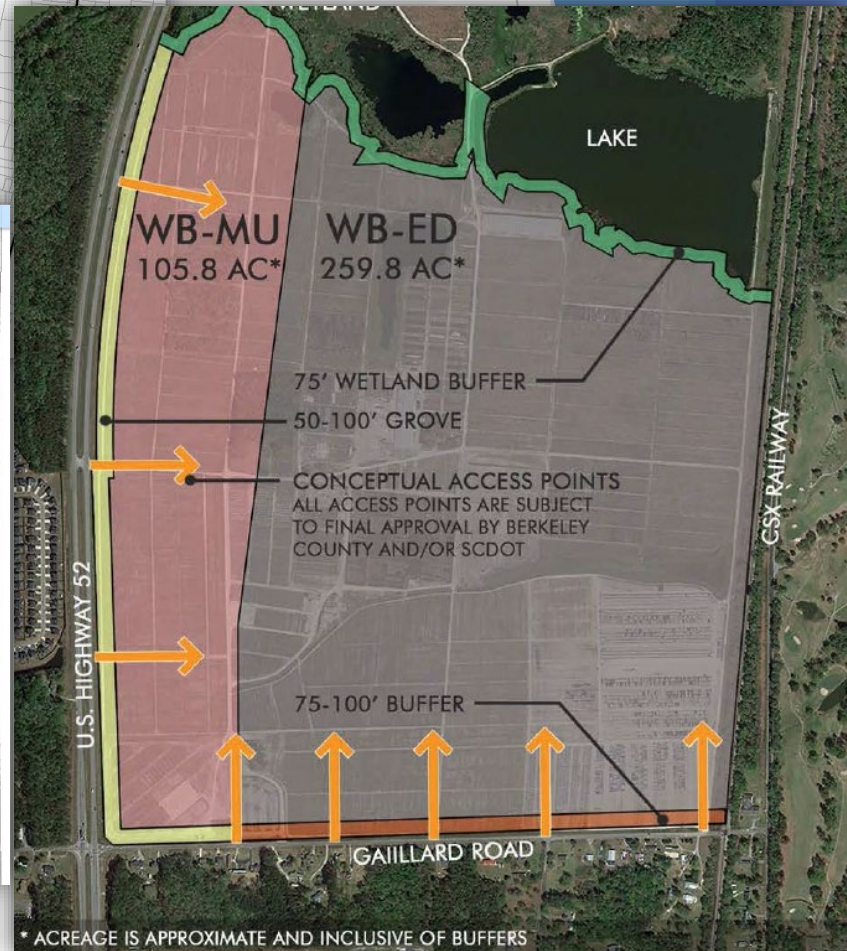 WETLAND
LAKE
WB-MU
105.8 AC*
WB-ED
259.8 AC*
75' WETLAND BUFFER
50-100' GROVE
CONCEPTUAL ACCESS POINTS
ALL ACCESS POINTS ARE SUBJECT
TO FINAL APPROVAL BY BERKELEY
COUNTY AND/OR SCDOT
CSX RAILWAY
U.S. HIGHWAY 52
75-100' BUFFER
GAIILLARD ROAD
* ACREAGE IS APPROXIMATE AND INCLUSIVE OF BUFFERS